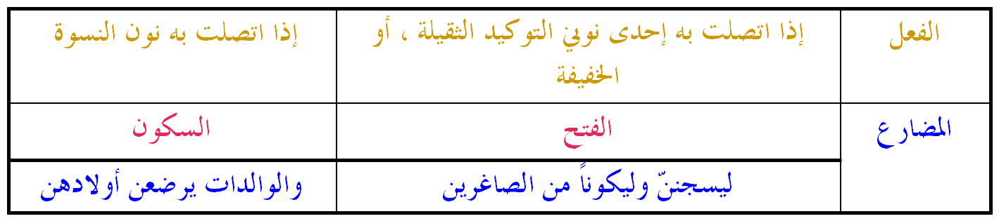 الفعل
إذا اتصلت به إحدى نوني التوكيد الثقيلة ، أو
الخفيفة
إذا اتصلت به نون النسوة
المضارع
الفتح
السكون
ليسجننّ وليكوناً من الصاغرين
والوالدات يرضعن أولادهن